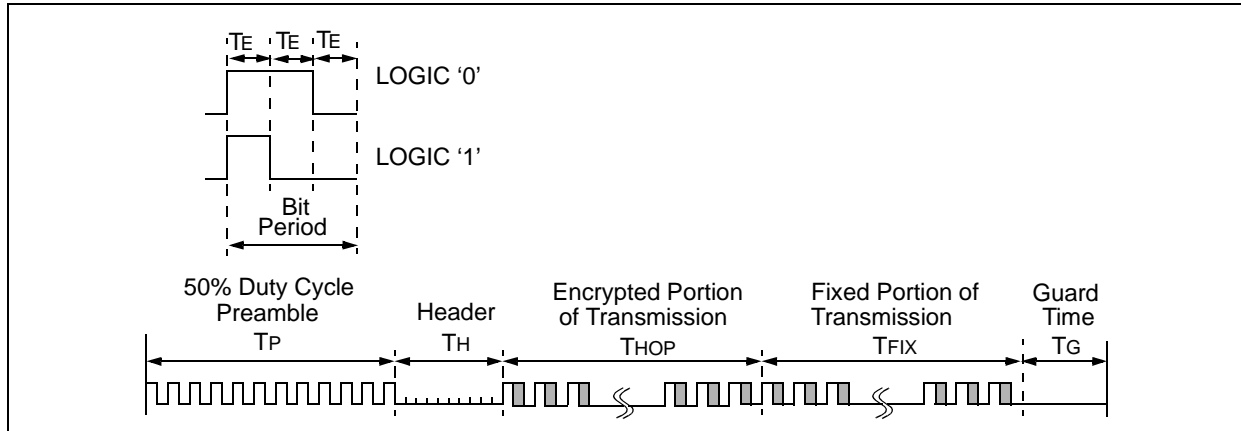 TE TE TE
LOGIC ‘0’
LOGIC ‘1’
Bit
Period
50% Duty Cycle
Preamble
TP
Header
TH
Encrypted Portion
of Transmission
THOP
Fixed Portion of
Transmission
TFIX
Guard
Time
TG